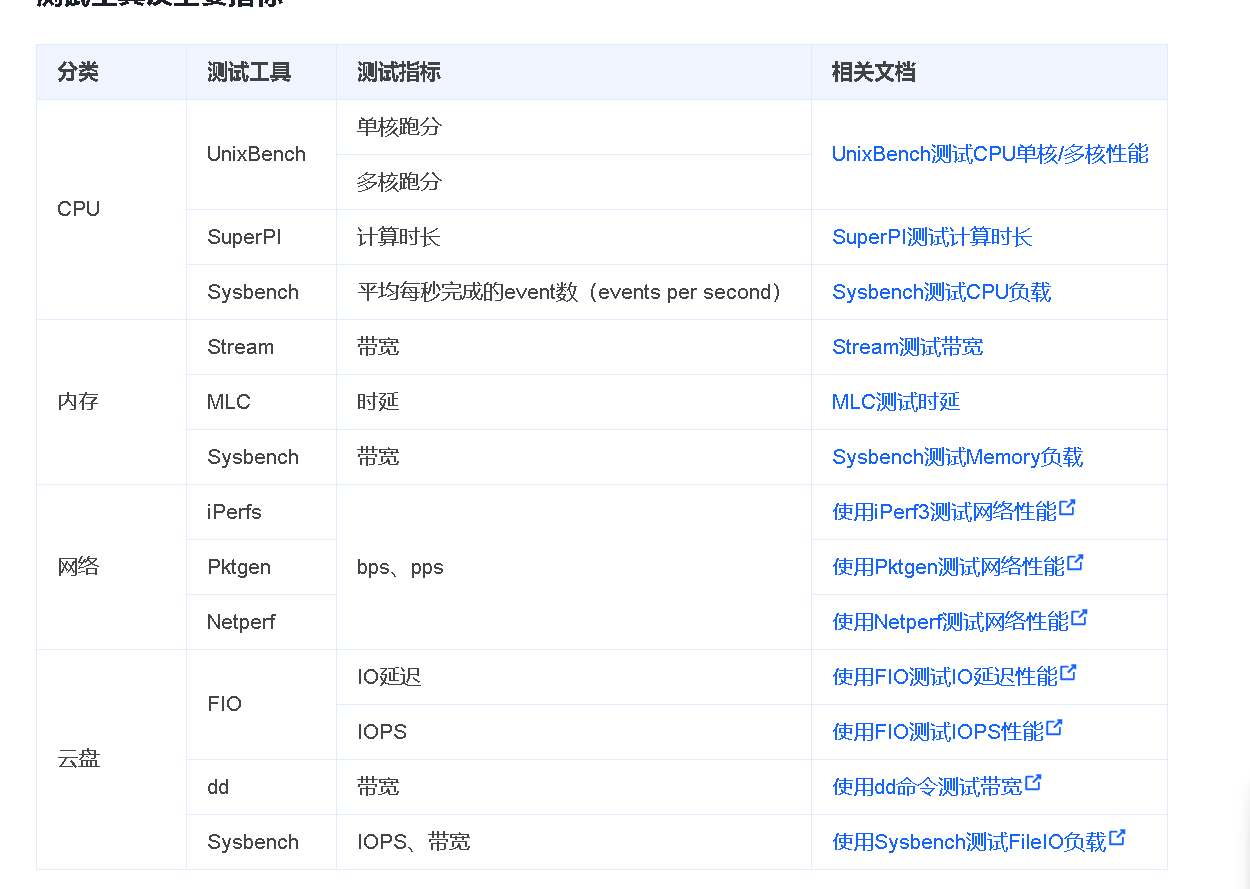 测试工具及主要指标
分类 测试工具 测试指标 相关文档
CPU
UnixBench
单核跑分
多核跑分
UnixBench测试CPU单核/多核性能
SuperPI 计算时长 SuperPI测试计算时长
Sysbench 平均每秒完成的event数（events per second） Sysbench测试CPU负载
内存
Stream 带宽 Stream测试带宽
MLC 时延 MLC测试时延
Sysbench 带宽 Sysbench测试Memory负载
网络
iPerfs 使用iPerf3测试网络性能
bps、pps
Pktgen 使用Pktgen测试网络性能
Netperf 使用Netperf测试网络性能
云盘
FIO
IO延迟 使用FIO测试IO延迟性能
IOPS 使用FIO测试IOPS性能
dd 带宽 使用dd命令测试带宽
Sysbench IOPS、带宽 使用Sysbench测试FileIO负载